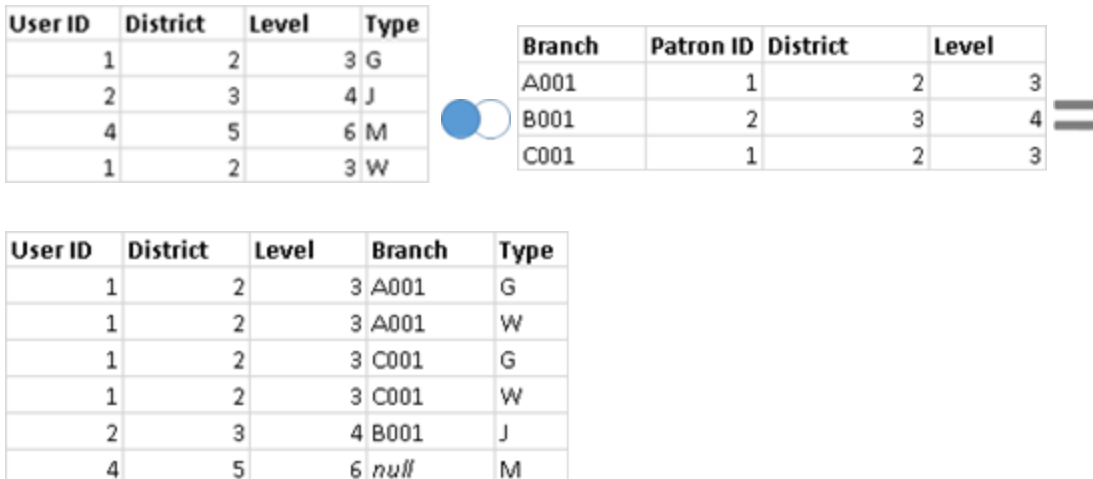 User ID District Level Type
1 2 3 G
2 3 4 J
4 5 6 M
1 2 3 W
Branch Patron ID District Level
A001 1 2 3
B001 2 3 4
C001 1 2 3
=
User ID District Level Branch Type
1 2 3 A001 G
1 2 3 A001 W
1 2 3 C001 G
1 2 3 C001 W
2 3 4 B001 J
4 5 6 null M